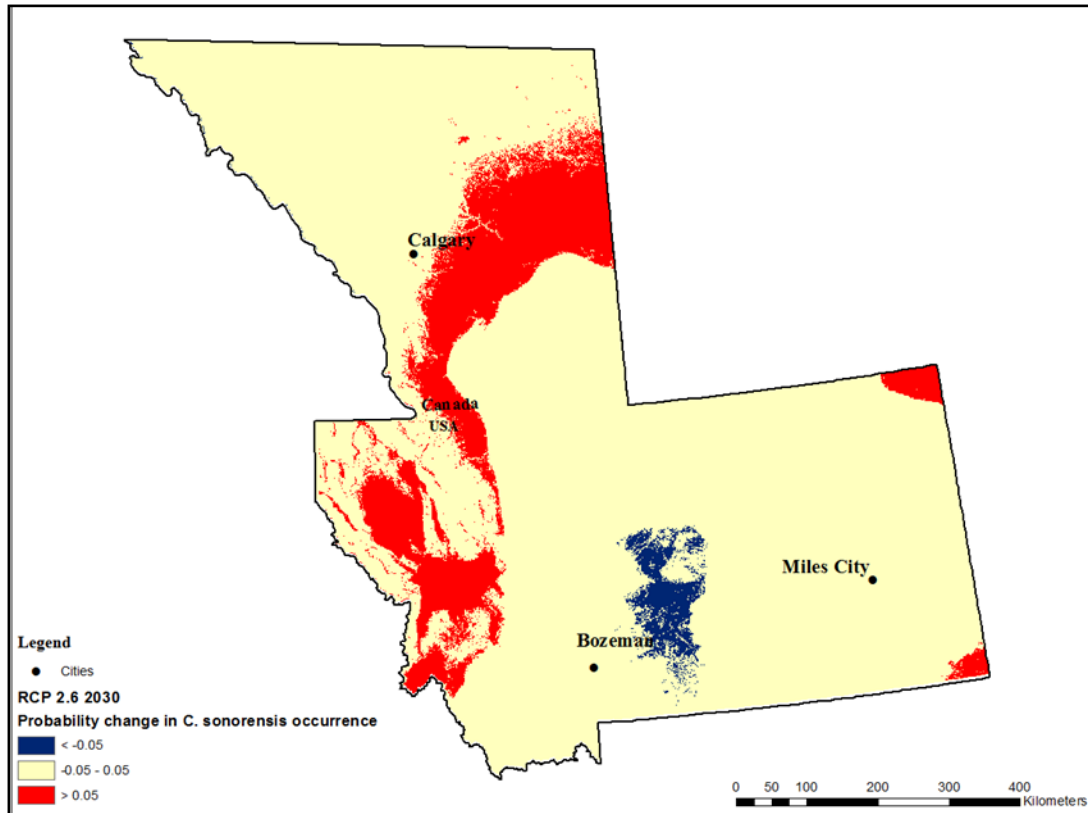 Calgary
Canada
USA
Miles City
Bozeman
Legend
Cities
RCP 2.6 2030
Probability change in C. sonorensis occurrence
< -0.05
-0.05 - 0.05
> 0.05
0 50 100 200 300 400
Kilometers